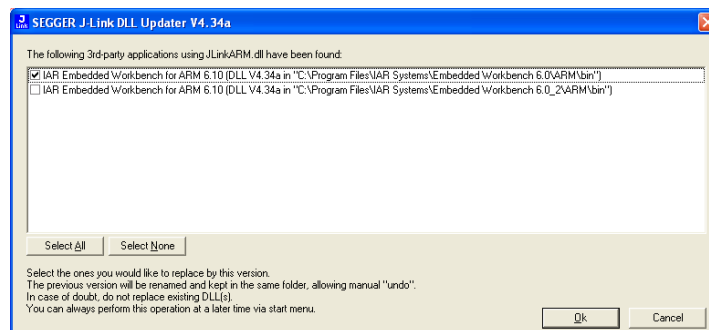 J Link
SEGGER J-Link DLL Updater V4.34a
The following 3rd-party applications using JLinkARM.dll have been found:
IAR Embedded Workbench for ARM 6.10 (DLL V4.34a in "C:\Program Files\IAR Systems\Embedded Workbench 6.0\ARM\bin")
IAR Embedded Workbench for ARM 6.10 (DLL V4.34a in "C:\Program Files\IAR Systems\Embedded Workbench 6.0_2\ARM\bin")
Select All Select None
Select the ones you would like to replace by this version.
The previous version will be renamed and kept in the same folder, allowing manual "undo".
In case of doubt, do not replace existing DLL(s).
You can always perform this operation at a later time via start menu.
Ok Cancel